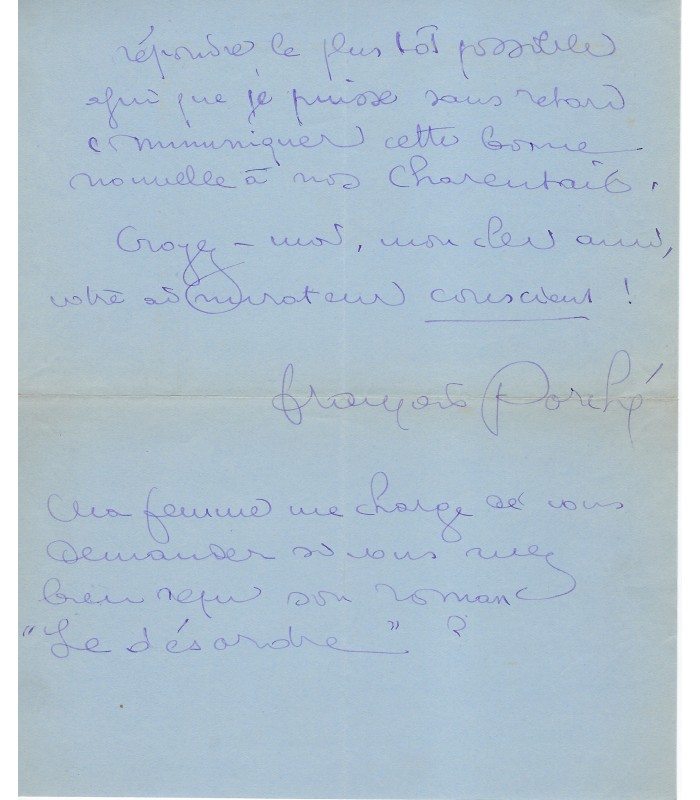 répondre le plus tôt possible
afin que je puisse sans retard
communiquer cette bonne
nouvelle à nos Charentais.
Croyez-moi, mon cher ami,
votre admirateur conscient !
François Porché
Ma femme me charge de vous
demander si vous avez
bien reçu son roman
"Le désordre" ?